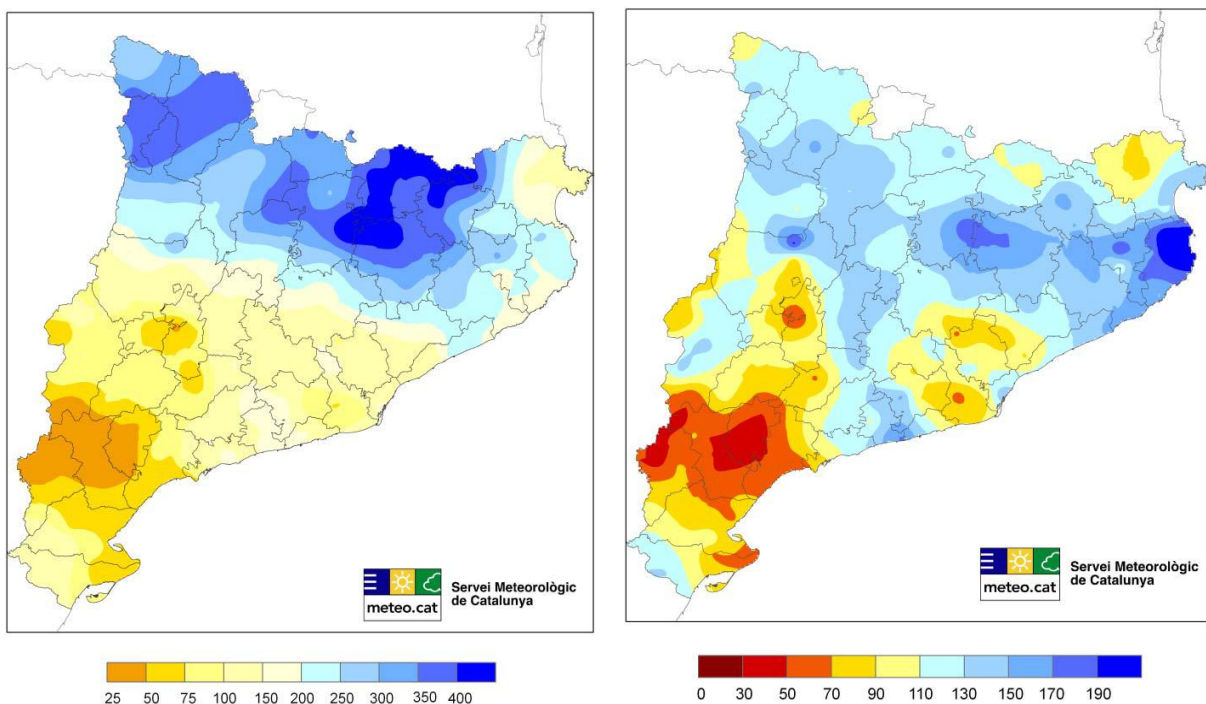 Servei Meteorològic
de Catalunya
meteo.cat
Servei Meteorològic
de Catalunya
meteo.cat
25 50 75 100 150 200 250 300 350 400
0 30 50 70 90 110 130 150 170 190